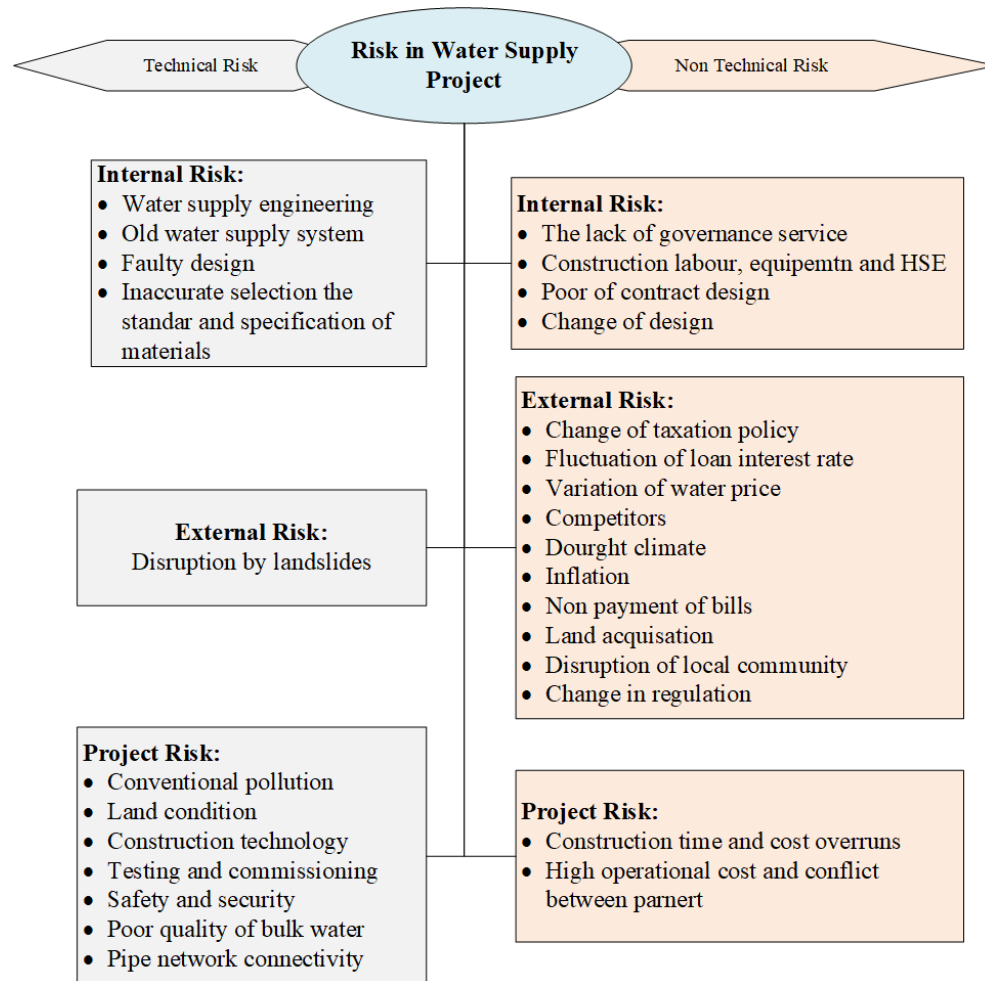 Risk in Water Supply
Project
Technical Risk
Non Technical Risk
Internal Risk:
• Water supply engineering
• Old water supply system
• Faulty design
• Inaccurate selection the
standar and specification of
materials
Internal Risk:
• The lack of governance service
• Construction labour, equipemtn and HSE
• Poor of contract design
• Change of design
External Risk:
Disruption by landslides
External Risk:
• Change of taxation policy
• Fluctuation of loan interest rate
• Variation of water price
• Competitors
• Dourght climate
• Inflation
• Non payment of bills
• Land acquisation
• Disruption of local community
• Change in regulation
Project Risk:
• Conventional pollution
• Land condition
• Construction technology
• Testing and commissioning
• Safety and security
• Poor quality of bulk water
• Pipe network connectivity
Project Risk:
• Construction time and cost overruns
• High operational cost and conflict
between parnert